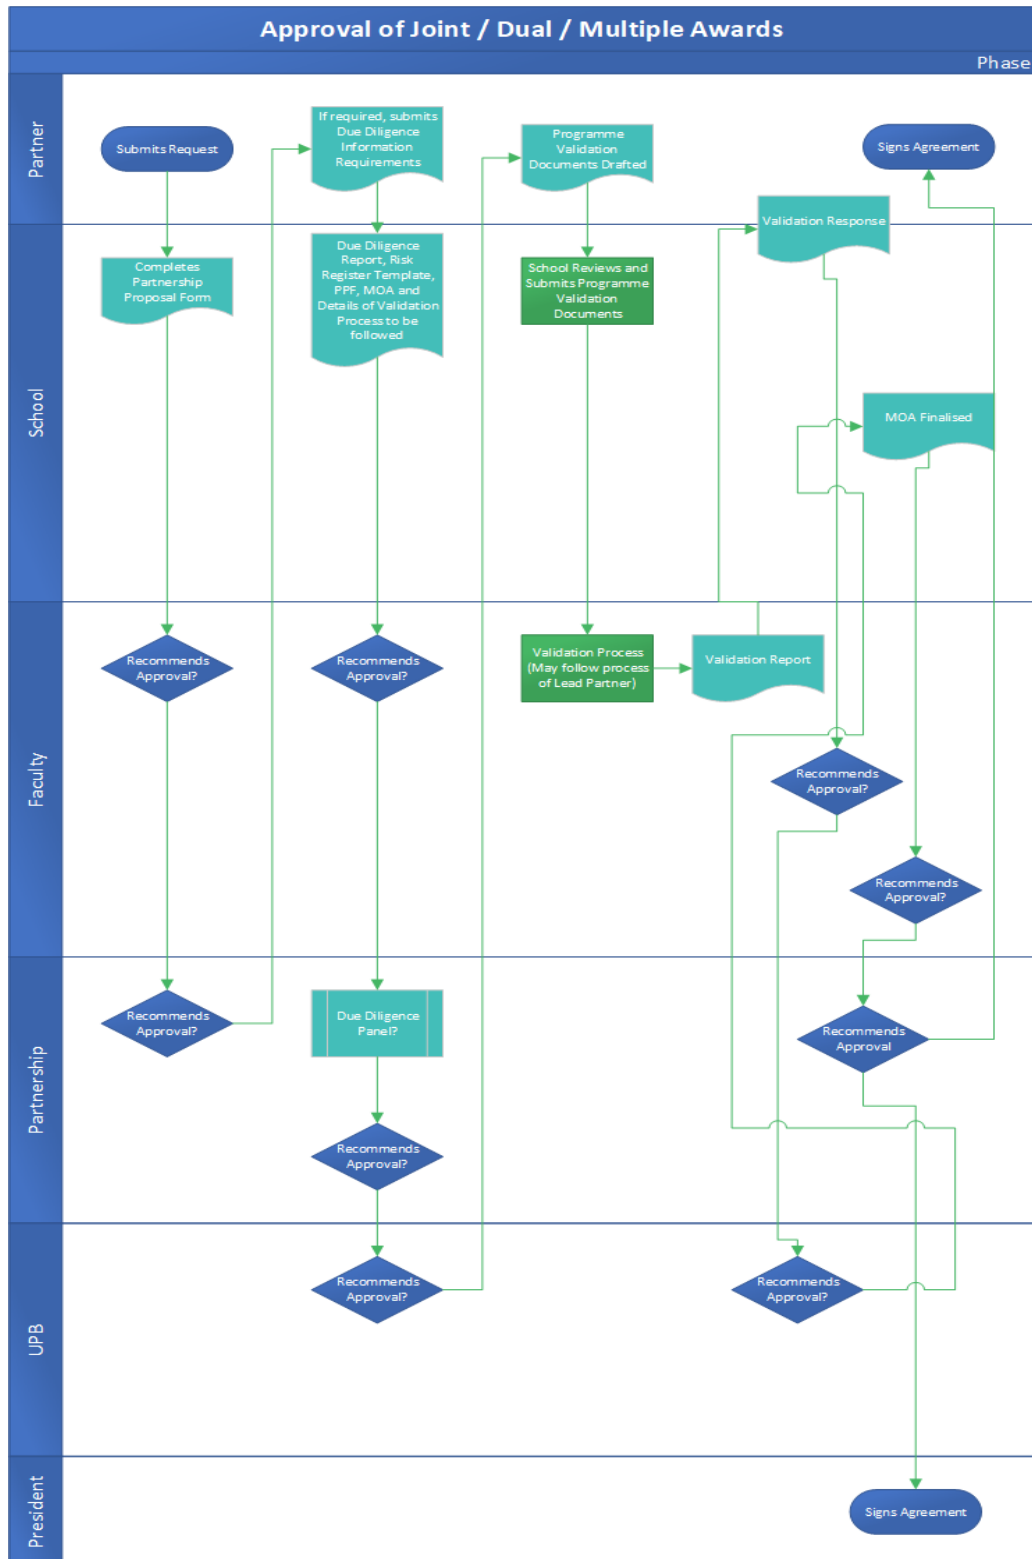 Approval of Joint / Dual / Multiple Awards
Phase
Partner
Submits Request
If required, submits
Due Diligence
Information
Requirements
Programme
Validation
Documents Drafted
Signs Agreement
Validation Response
School
Completes
Partnership
Proposal Form
Due Diligence
Report, Risk
Register Template,
PPF, MOA and
Details of Validation
Process to be
followed
School Reviews and
Submits Programme
Validation
Documents
MOA Finalised
Faculty
Recommends
Approval?
Recommends
Approval?
Validation Process
(May follow process
of Lead Partner)
Validation Report
Recommends
Approval?
Recommends
Approval?
Partnership
Recommends
Approval?
Due Diligence
Panel?
Recommends
Approval
Recommends
Approval?
UPB
Recommends
Approval?
Recommends
Approval?
President
Signs Agreement